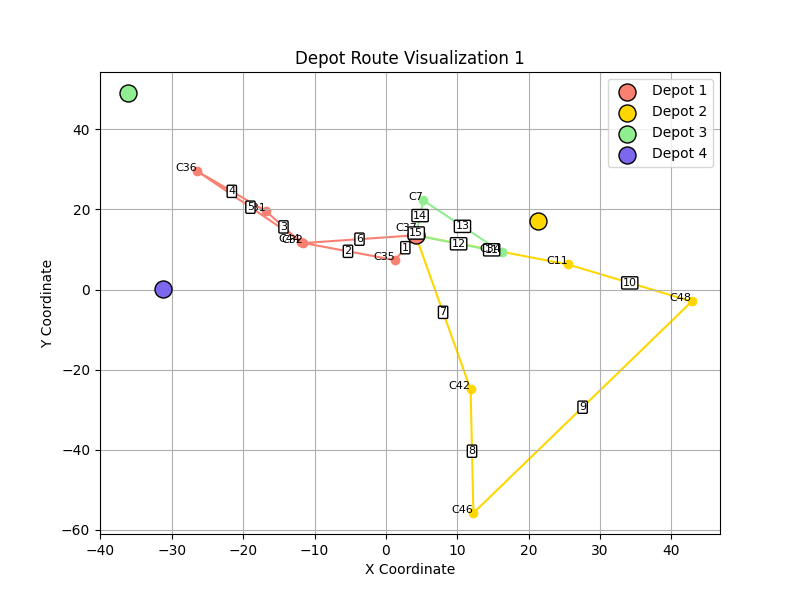 Depot Route Visualization 1
Depot 1
Depot 2
Depot 3
Depot 4
Y Coordinate
40
20
0
−20
−40
−60
C36
C7
C37
C35
C11
C48
C42
C46
1
2
3
4
5
6
7
8
9
10
12
13
14
15
−40
−30
−20
−10
0
10
20
30
40
X Coordinate